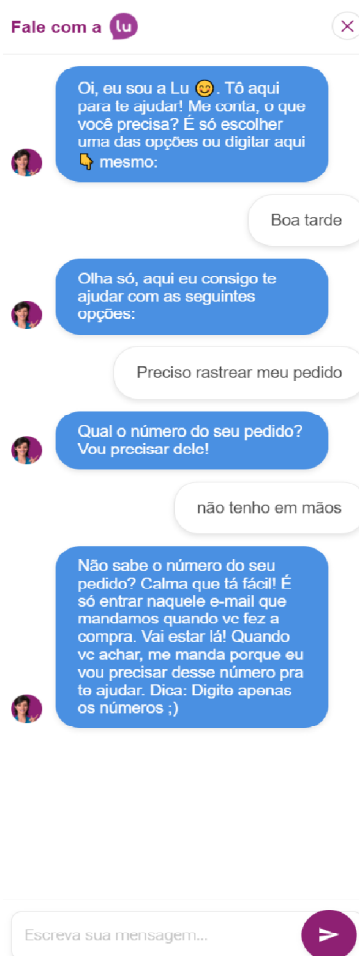 Fale com a lu
Oi, eu sou a Lu 😊. Tô aqui
para te ajudar! Me conta, o que
você precisa? É só escolher
uma das opções ou digitar aqui
👇 mesmo:
Boa tarde
Olha só, aqui eu consigo te
ajudar com as seguintes
opções:
Preciso rastrear meu pedido
Qual o número do seu pedido?
Vou precisar dele!
não tenho em mãos
Não sabe o número do seu
pedido? Calma que tá fácil! É
só entrar naquele e-mail que
mandamos quando vc fez a
compra. Vai estar lá! Quando
vc achar, me manda porque eu
vou precisar desse número pra
te ajudar. Dica: Digite apenas
os números ;)
Escreva sua mensagem...